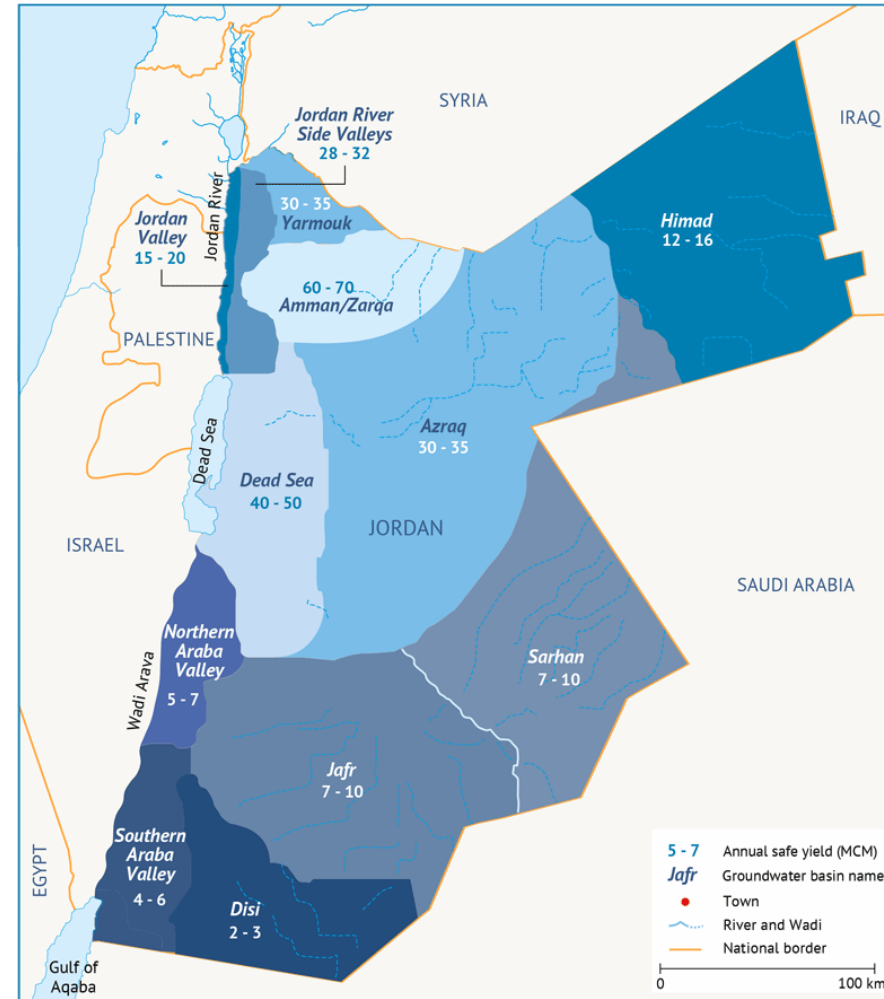 SYRIA
IRAQ
Jordan River
Side Valleys
28 - 32
Jordan River
Jordan
Valley
15 - 20
30 - 35
Yarmouk
Himad
12 - 16
60 - 70
Amman/Zarqa
PALESTINE
Dead Sea
Azraq
30 - 35
Dead Sea
40 - 50
JORDAN
ISRAEL
SAUDI ARABIA
Northern
Araba
Valley
5 - 7
Wadi Arava
Sarhan
7 - 10
Jafr
7 - 10
EGYPT
Southern
Araba
Valley
4 - 6
Disi
2 - 3
Gulf of
Aqaba
5 - 7 Annual safe yield (MCM)
Jafr Groundwater basin name
Town
River and Wadi
National border
0 100 km